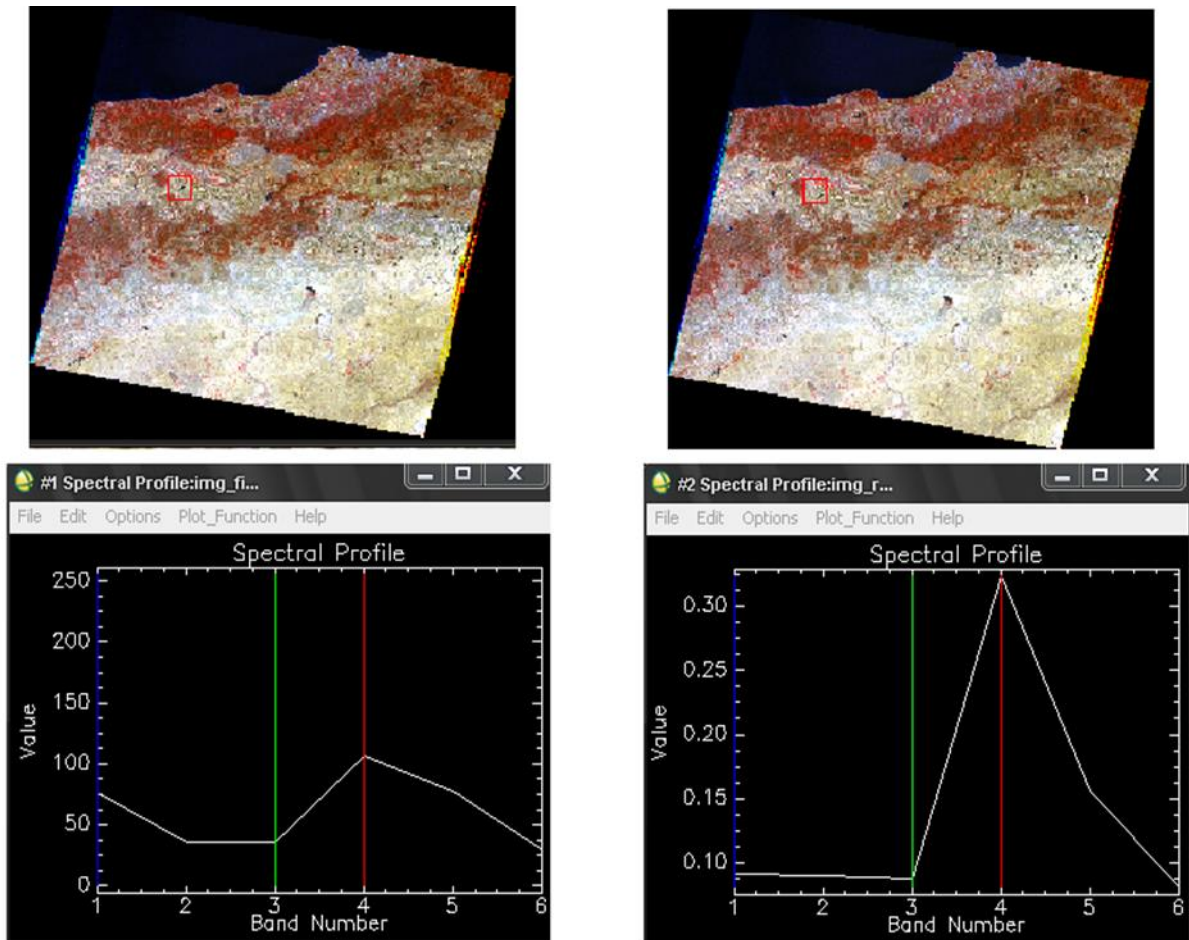 #1 Spectral Profile:img_fi...
File Edit Options Plot_Function Help
Spectral Profile
250
200
150
100
50
0
Value
1 2 3 4 5 6
Band Number
#2 Spectral Profile:img_r...
File Edit Options Plot_Function Help
Spectral Profile
0.30
0.25
0.20
0.15
0.10
Value
1 2 3 4 5 6
Band Number